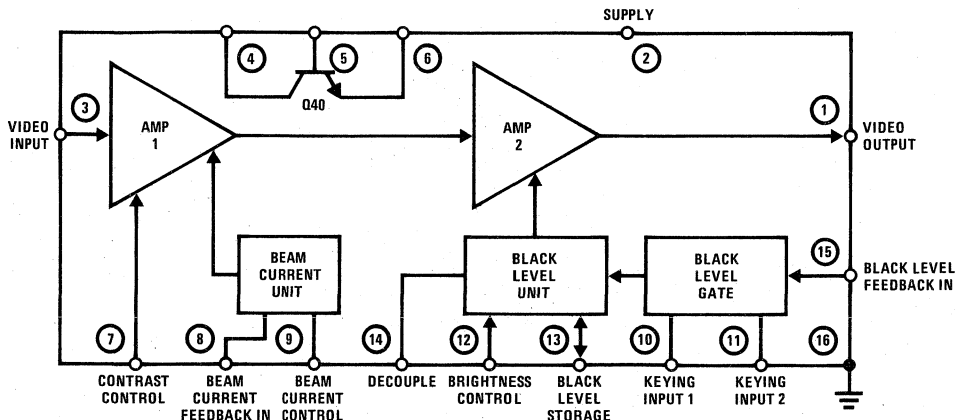 SUPPLY
4
5
6
2
Q40
3
1
VIDEO
INPUT
AMP
1
AMP
2
VIDEO
OUTPUT
BEAM
CURRENT
UNIT
BLACK
LEVEL
UNIT
BLACK
LEVEL
GATE
15
BLACK LEVEL
FEEDBACK IN
7
8
9
14
12
13
10
11
16
CONTRAST
CONTROL
BEAM
CURRENT
FEEDBACK IN
BEAM
CURRENT
CONTROL
DECOUPLE
BRIGHTNESS
CONTROL
BLACK
LEVEL
STORAGE
KEYING
INPUT 1
KEYING
INPUT 2